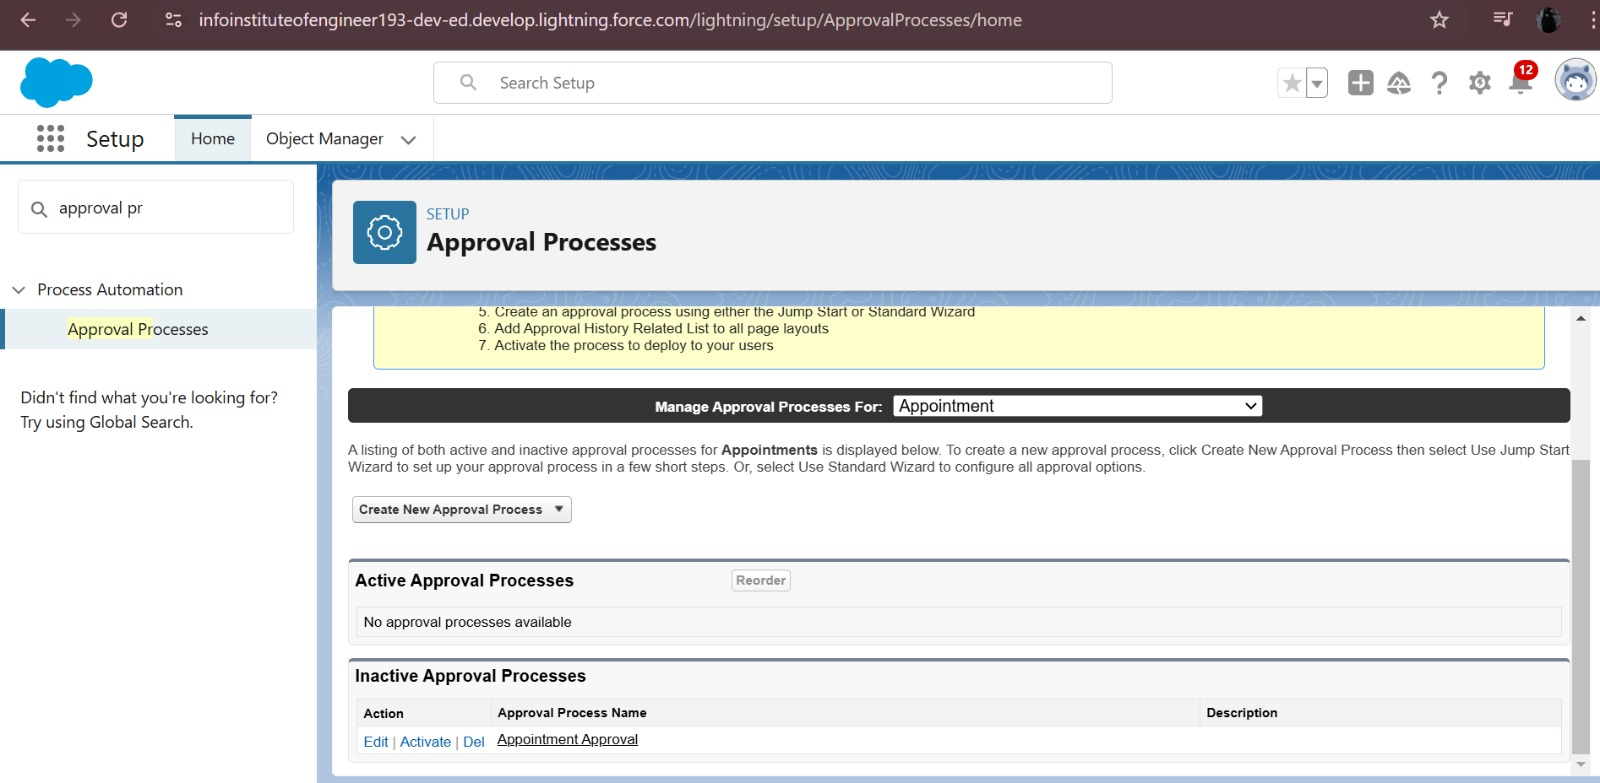 infoinstituteofengineer193-dev-ed.develop.lightning.force.com/lightning/setup/ApprovalProcesses/home
Search Setup
12
Setup
Home
Object Manager
approval pr
Process Automation
Approval Processes
Didn't find what you're looking for?
Try using Global Search.
SETUP
Approval Processes
5. Create an approval process using either the Jump Start or Standard Wizard
6. Add Approval History Related List to all page layouts
7. Activate the process to deploy to your users
Manage Approval Processes For: Appointment
A listing of both active and inactive approval processes for Appointments is displayed below. To create a new approval process, click Create New Approval Process then select Use Jump Start
Wizard to set up your approval process in a few short steps. Or, select Use Standard Wizard to configure all approval options.
Create New Approval Process
Active Approval Processes Reorder
No approval processes available
Inactive Approval Processes
Action Approval Process Name Description
Edit | Activate | Del Appointment Approval